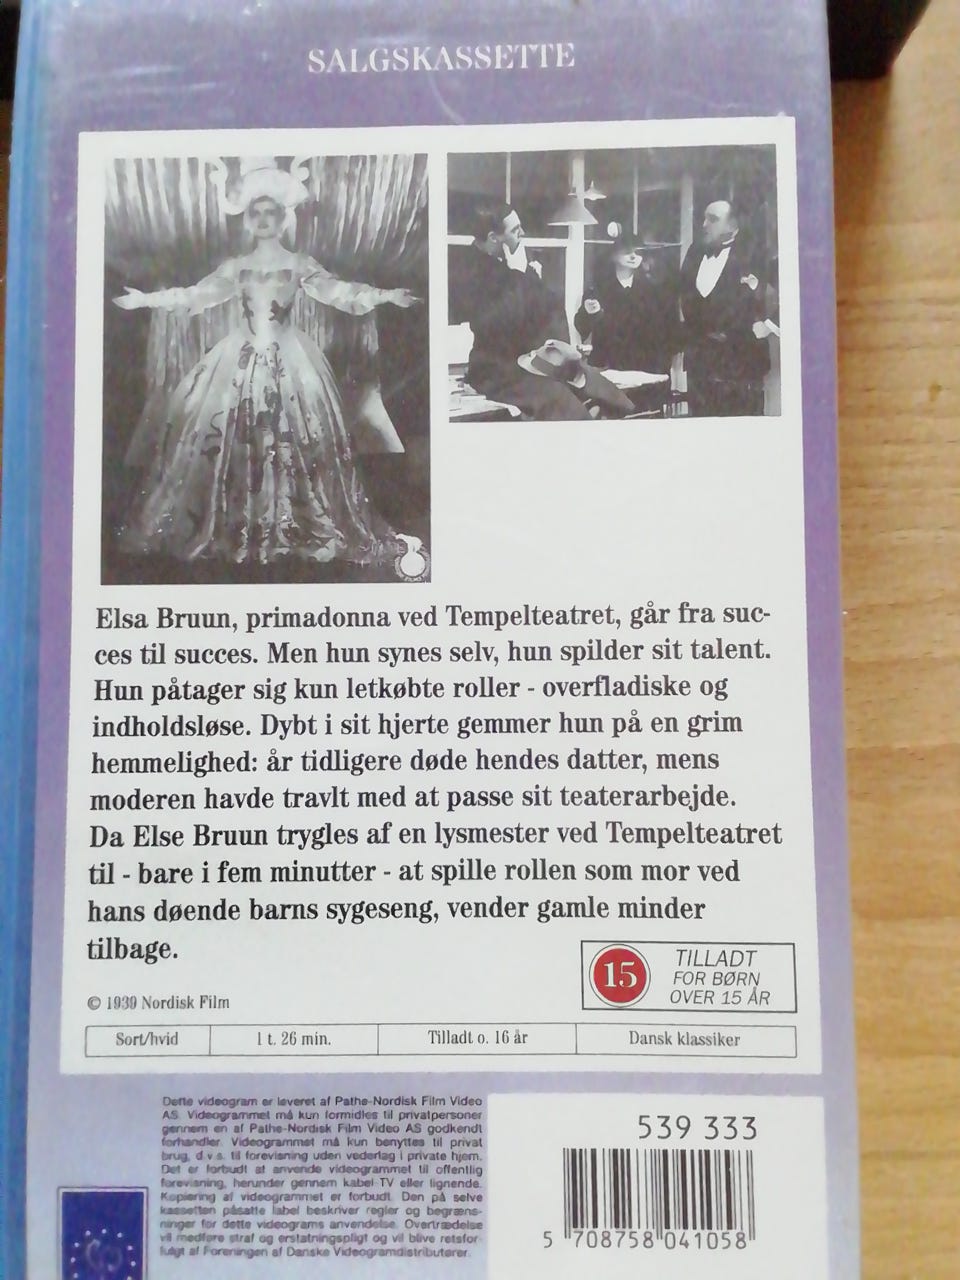 SALGSKASSETTE
Elsa Bruun, primadonna ved Tempelteatret, går fra suc-
ces til succes. Men hun synes selv, hun spilder sit talent.
Hun påtager sig kun letkøbte roller - overfladiske og
indholdsløse. Dybt i sit hjerte gemmer hun på en grim
hemmelighed: år tidligere døde hendes datter, mens
moderen havde travlt med at passe sit teaterarbejde.
Da Else Bruun trygles af en lysmester ved Tempelteatret
til - bare i fem minutter - at spille rollen som mor ved
hans døende barns sygeseng, vender gamle minder
tilbage.
15
TILLADT
FOR BØRN
OVER 15 ÅR
© 1939 Nordisk Film
Sort/hvid 1 t. 26 min. Tilladt o. 16 år Dansk klassiker
Dette videogram er leveret af Pathe-Nordisk Film Video
AS. Videogrammet må kun formidles til privatpersoner
gennem en af Pathe-Nordisk Film Video AS godkendt
forhandler. Videogrammet må kun benyttes til privat
brug, d.v.s. til forevisning uden vederlag i private hjem.
Det er forbudt at anvende videogrammet til offentlig
forevisning, herunder gennem kabel TV eller lignende.
Kopiering af videogrammet er forbudt. Den på selve
kassetten påsatte label beskriver regler og begræns-
ninger for dette videograms anvendelse. Overtrædelse
vil medføre straf og erstatningspligt og vil blive retsfor-
fulgt af Foreningen af Danske Videogramdistributører.
539 333
5 708758 041058